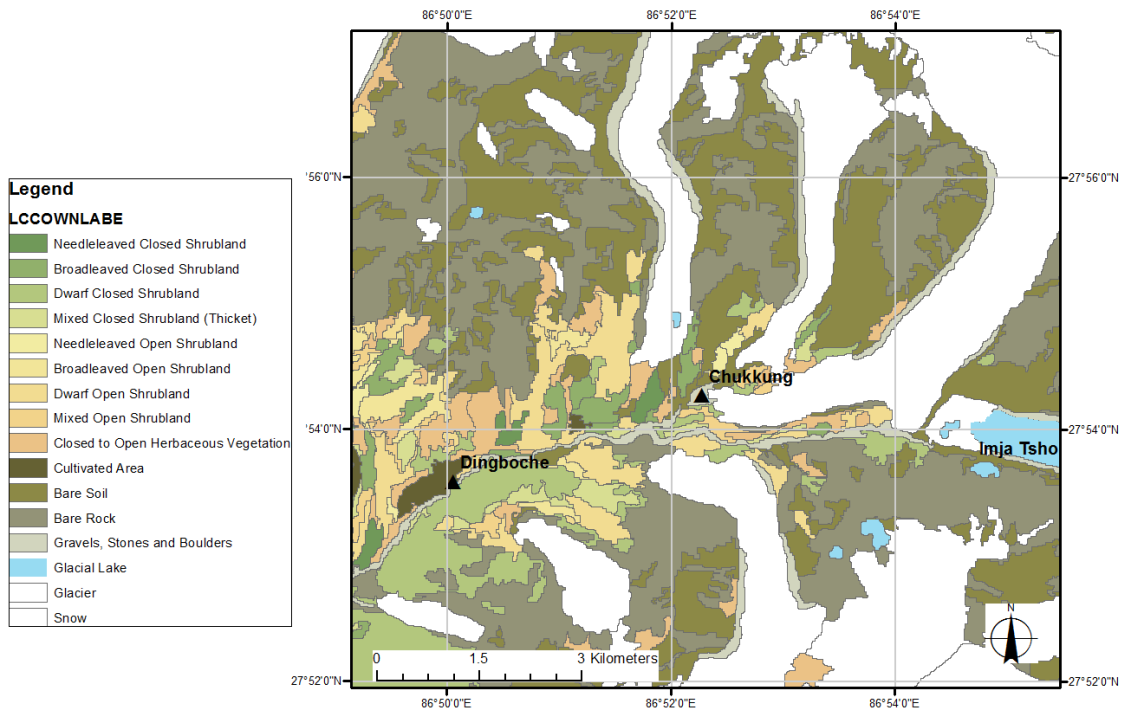 86°50'0"E 86°52'0"E 86°54'0"E
27°56'0"N 27°56'0"N
Legend
LCCOWNLABE
Needleleaved Closed Shrubland
Broadleaved Closed Shrubland
Dwarf Closed Shrubland
Mixed Closed Shrubland (Thicket)
Needleleaved Open Shrubland
Broadleaved Open Shrubland
Dwarf Open Shrubland
Mixed Open Shrubland
Closed to Open Herbaceous Vegetation
Cultivated Area
Bare Soil
Bare Rock
Gravels, Stones and Boulders
Glacial Lake
Glacier
Snow
Chukkung
27°54'0"N 27°54'0"N
Imja Tsho
Dingboche
N
0 1.5 3 Kilometers
27°52'0"N 27°52'0"N
86°50'0"E 86°52'0"E 86°54'0"E